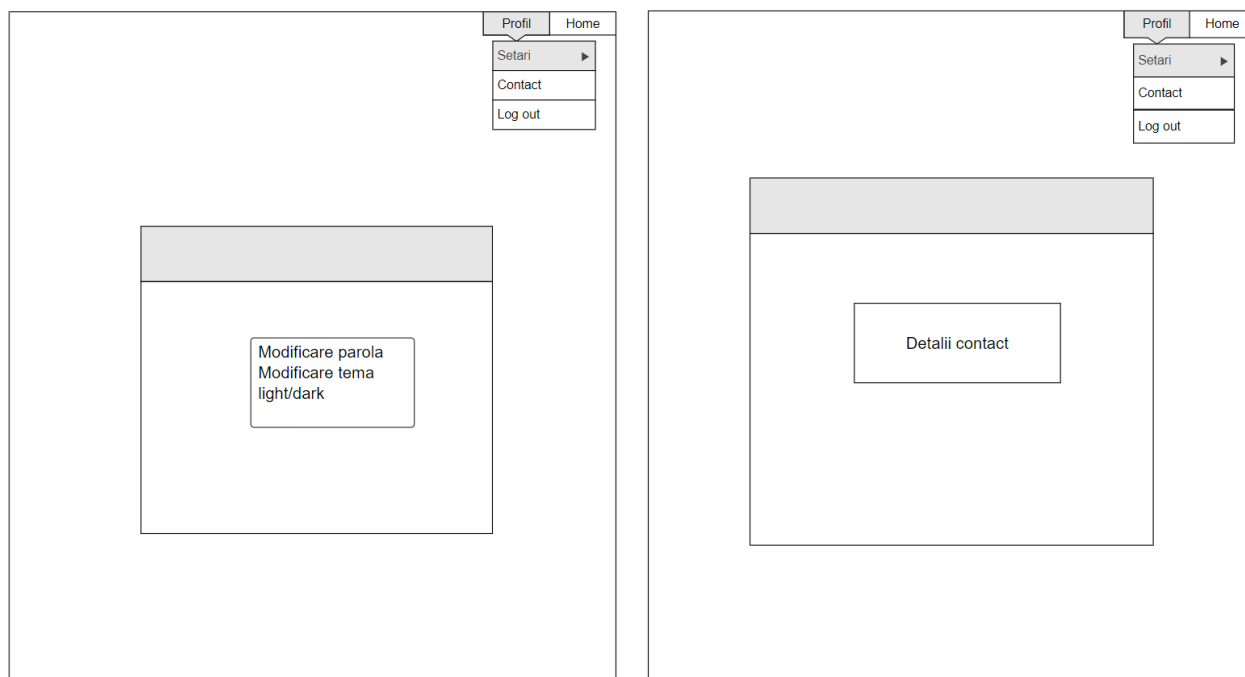 Profil Home
Setari
Contact
Log out
Modificare parola
Modificare tema
light/dark
Profil Home
Setari
Contact
Log out
Detalii contact